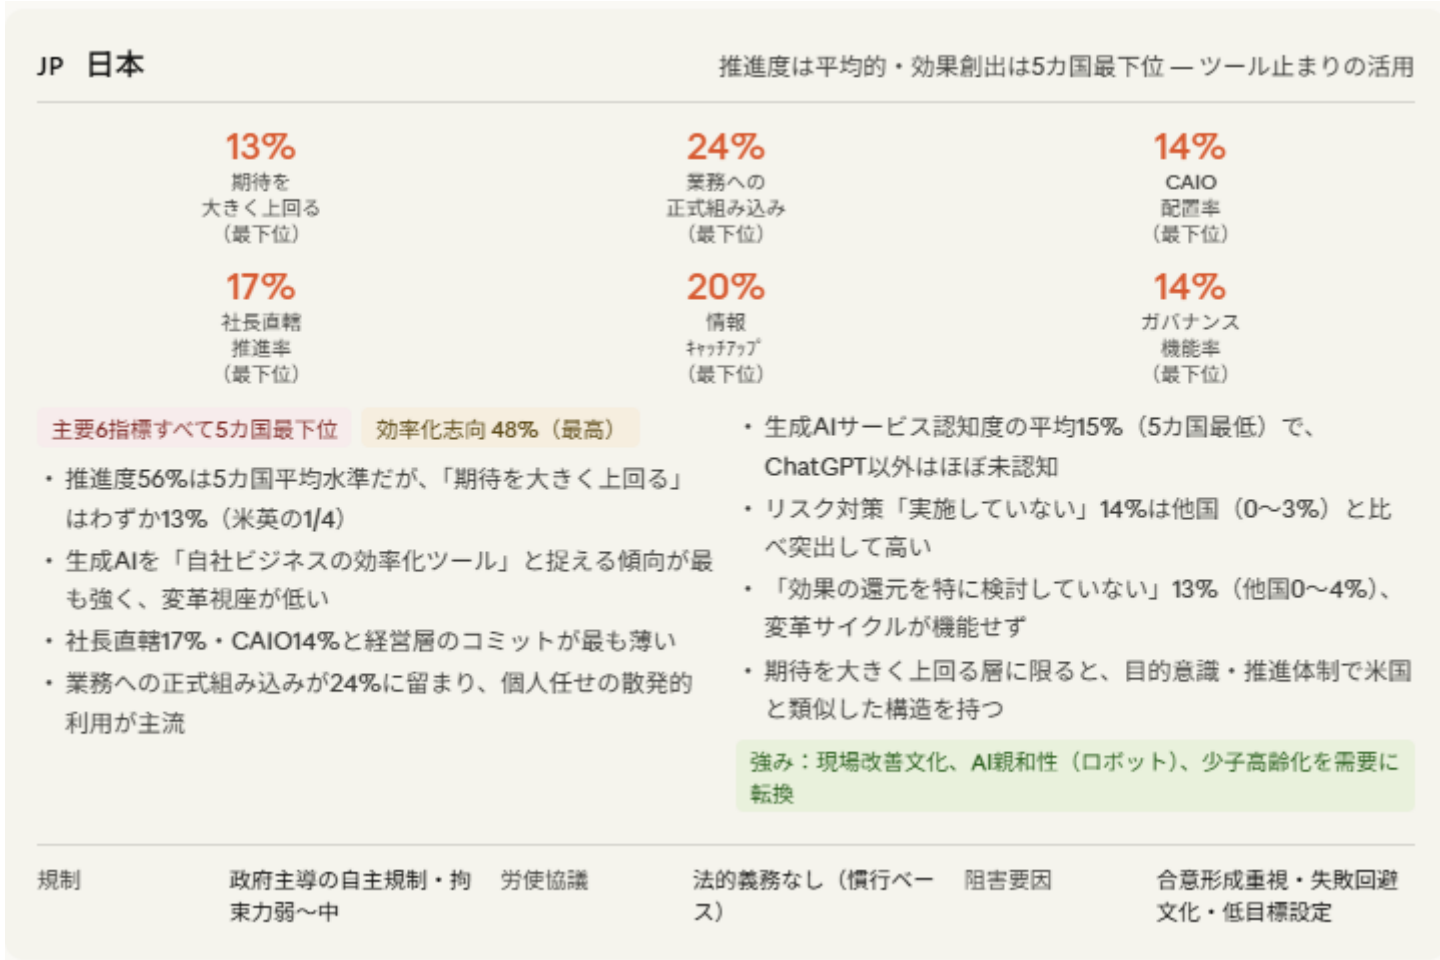 JP 日本
推進度は平均的・効果創出は5カ国最下位 — ツール止まりの活用
13%
期待を
大きく上回る
（最下位）
24%
業務への
正式組み込み
（最下位）
14%
CAIO
配置率
（最下位）
17%
社長直轄
推進率
（最下位）
20%
情報
ｷｬｯﾁｱｯﾌﾟ
（最下位）
14%
ガバナンス
機能率
（最下位）
主要6指標すべて5カ国最下位
効率化志向 48%（最高）
・推進度56%は5カ国平均水準だが、「期待を大きく上回る」
はわずか13%（米英の1/4）
・生成AIを「自社ビジネスの効率化ツール」と捉える傾向が最
も強く、変革視座が低い
・社長直轄17%・CAIO14%と経営層のコミットが最も薄い
・業務への正式組み込みが24%に留まり、個人任せの散発的
利用が主流
・生成AIサービス認知度の平均15%（5カ国最低）で、
ChatGPT以外はほぼ未認知
・リスク対策「実施していない」14%は他国（0〜3%）と比
べ突出して高い
・「効果の還元を特に検討していない」13%（他国0〜4%）、
変革サイクルが機能せず
・期待を大きく上回る層に限ると、目的意識・推進体制で米国
と類似した構造を持つ
強み：現場改善文化、AI親和性（ロボット）、少子高齢化を需要に
転換
規制
政府主導の自主規制・拘
束力弱〜中
労使協議
法的義務なし（慣行ベー
ス）
阻害要因
合意形成重視・失敗回避
文化・低目標設定